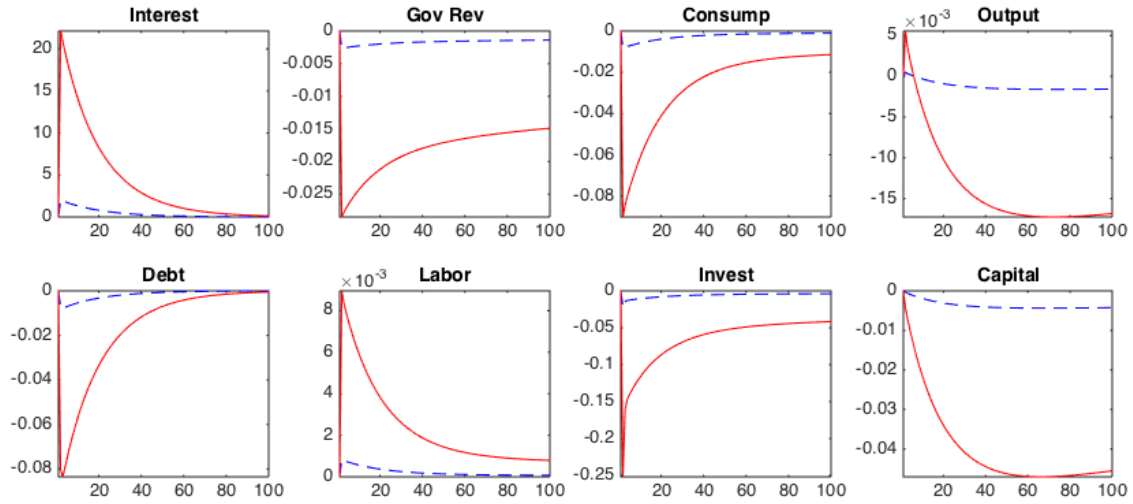 Interest
20
15
10
5
0
20 40 60 80 100
Gov Rev
0
-0.005
-0.01
-0.015
-0.02
-0.025
20 40 60 80 100
Consump
0
-0.02
-0.04
-0.06
-0.08
20 40 60 80 100
Output
×10⁻³
5
0
-5
-10
-15
20 40 60 80 100
Debt
0
-0.02
-0.04
-0.06
-0.08
20 40 60 80 100
Labor
×10⁻³
8
6
4
2
0
20 40 60 80 100
Invest
0
-0.05
-0.1
-0.15
-0.2
-0.25
20 40 60 80 100
Capital
0
-0.01
-0.02
-0.03
-0.04
20 40 60 80 100